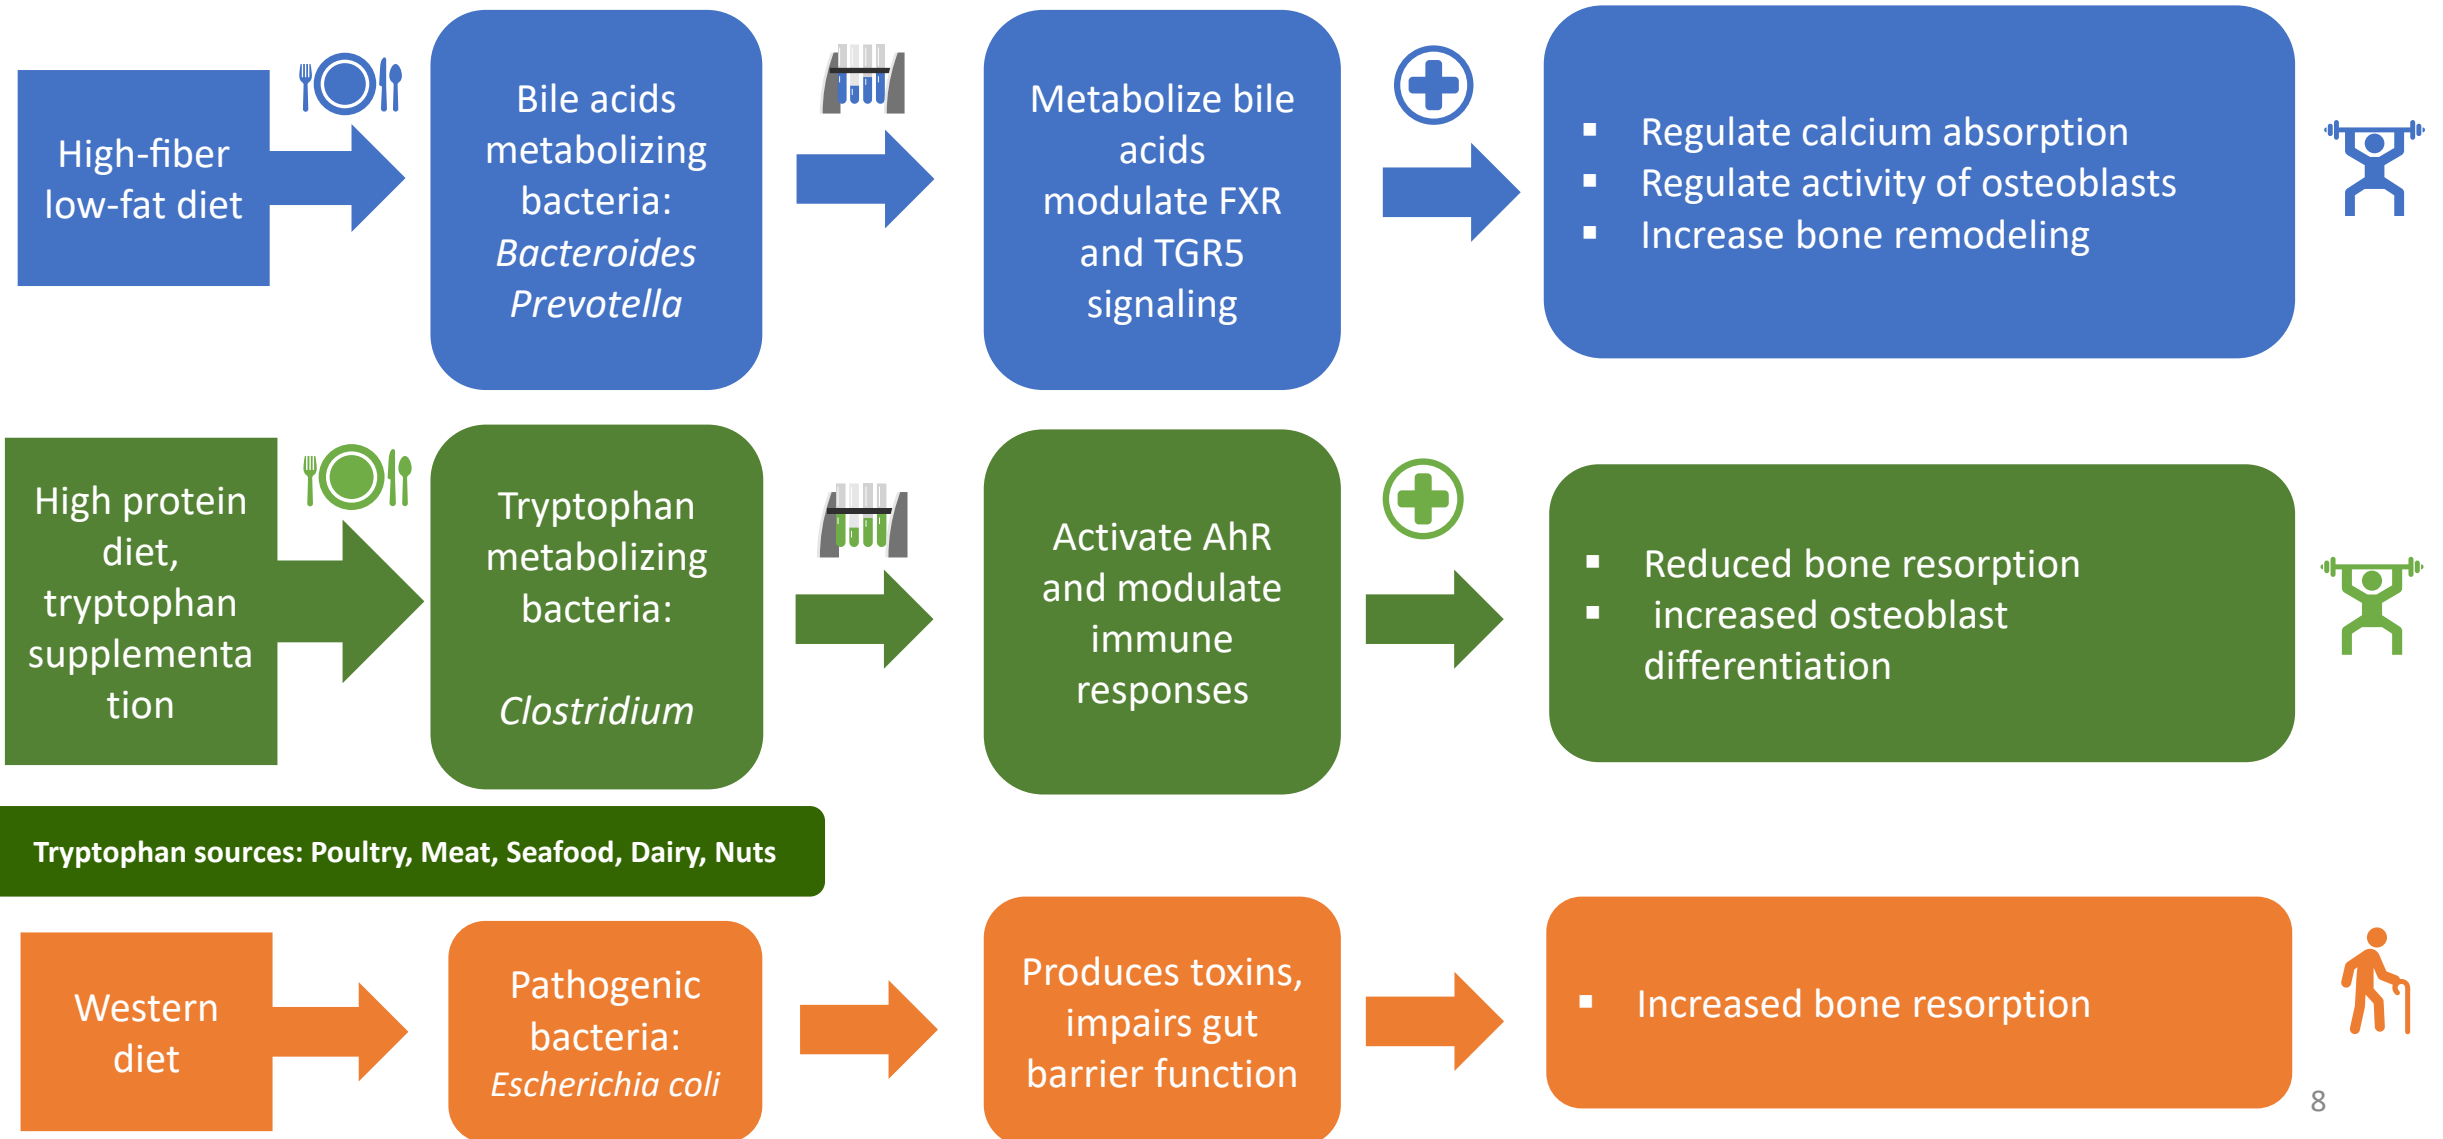 High-fiber
low-fat diet
Bile acids
metabolizing
bacteria:
Bacteroides
Prevotella
Metabolize bile
acids
modulate FXR
and TGR5
signaling
▪ Regulate calcium absorption
▪ Regulate activity of osteoblasts
▪ Increase bone remodeling
High protein
diet,
tryptophan
supplementa
tion
Tryptophan
metabolizing
bacteria:
Clostridium
Activate AhR
and modulate
immune
responses
▪ Reduced bone resorption
▪ increased osteoblast
differentiation
Tryptophan sources: Poultry, Meat, Seafood, Dairy, Nuts
Western
diet
Pathogenic
bacteria:
Escherichia coli
Produces toxins,
impairs gut
barrier function
▪ Increased bone resorption
8